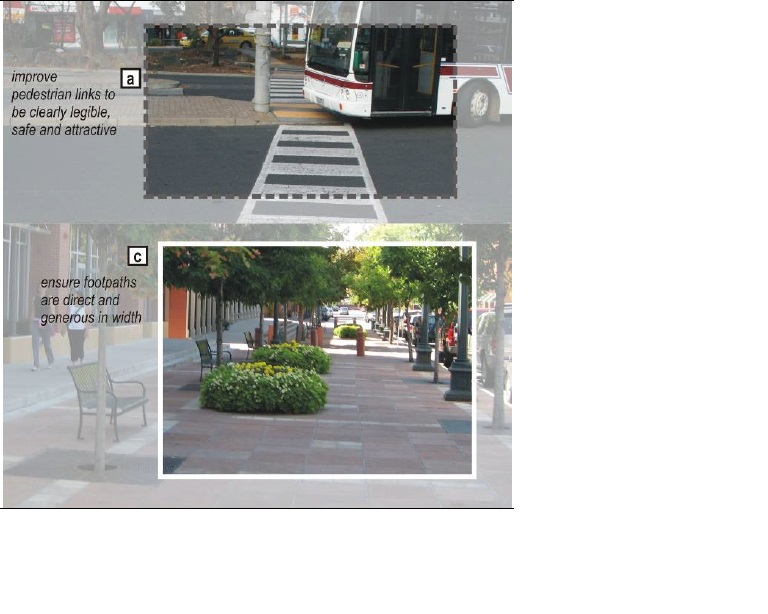 a
improve
pedestrian links to
be clearly legible,
safe and attractive
c
ensure footpaths
are direct and
generous in width